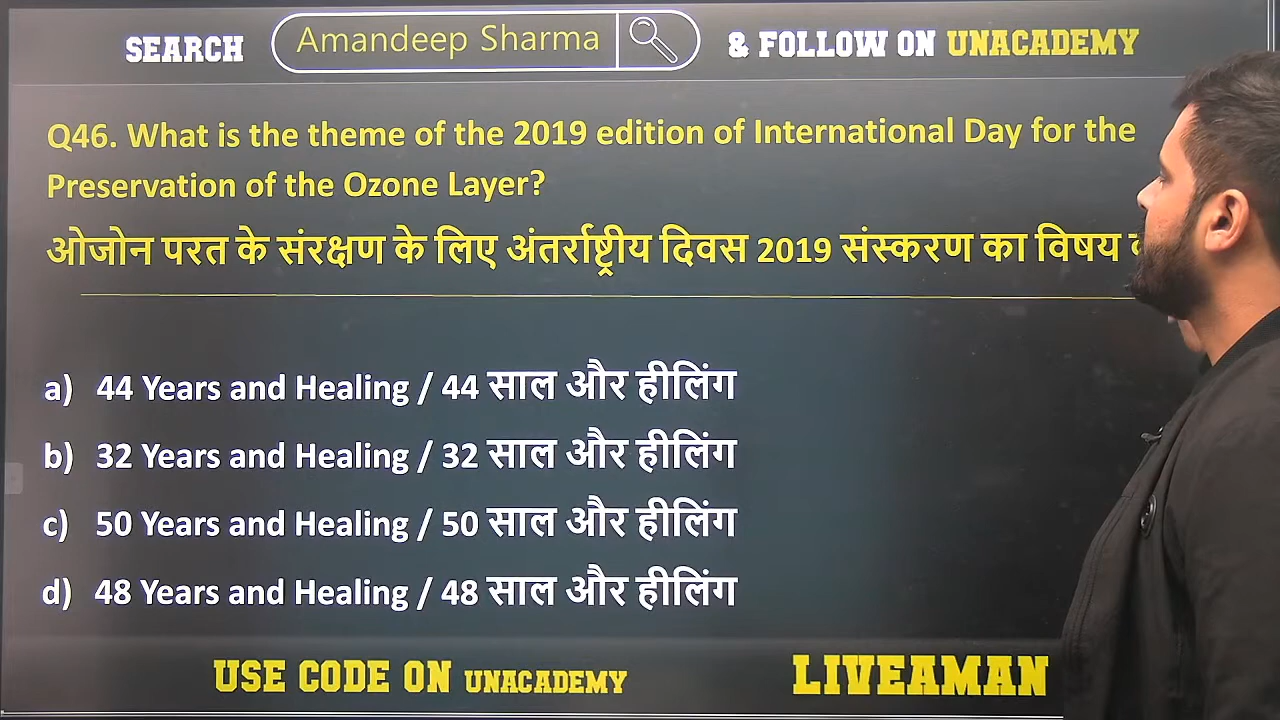 SEARCH Amandeep Sharma & FOLLOW ON UNACADEMY
Q46. What is the theme of the 2019 edition of International Day for the
Preservation of the Ozone Layer?
ओजोन परत के संरक्षण के लिए अंतर्राष्ट्रीय दिवस 2019 संस्करण का विषय
a) 44 Years and Healing / 44 साल और हीलिंग
b) 32 Years and Healing / 32 साल और हीलिंग
c) 50 Years and Healing / 50 साल और हीलिंग
d) 48 Years and Healing / 48 साल और हीलिंग
USE CODE ON UNACADEMY LIVEAMAN